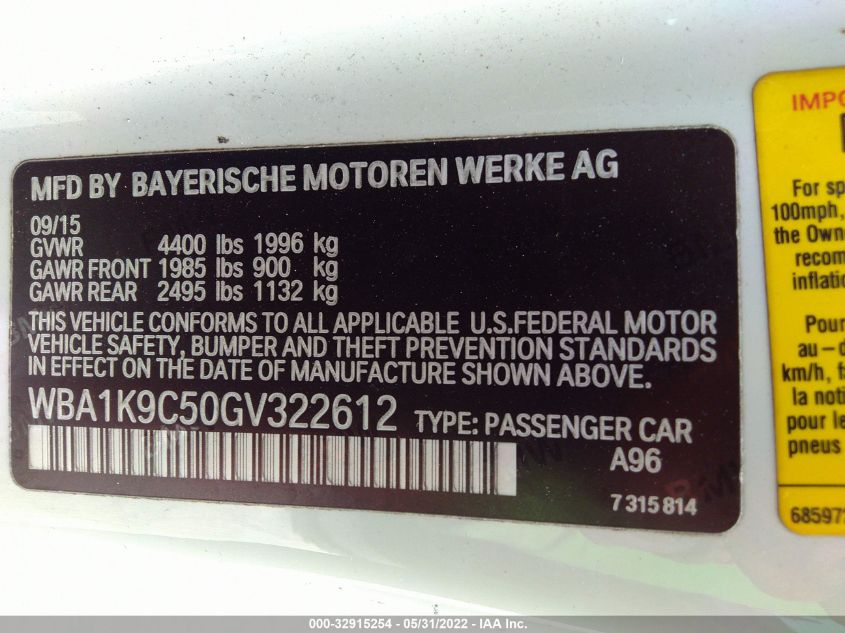 MFD BY BAYERISCHE MOTOREN WERKE AG
09/15
GVWR 4400 lbs 1996 kg
GAWR FRONT 1985 lbs 900 kg
GAWR REAR 2495 lbs 1132 kg
THIS VEHICLE CONFORMS TO ALL APPLICABLE U.S.FEDERAL MOTOR
VEHICLE SAFETY, BUMPER AND THEFT PREVENTION STANDARDS
IN EFFECT ON THE DATE OF MANUFACTURE SHOWN ABOVE.
WBA1K9C50GV322612 TYPE: PASSENGER CAR
A96
7 315 814
IMPO
For sp
100mph,
the Own
recom
inflatio
Pour
au-d
km/h, f
la noti
pour le
pneus
68597
000-32915254 - 05/31/2022 - IAA Inc.